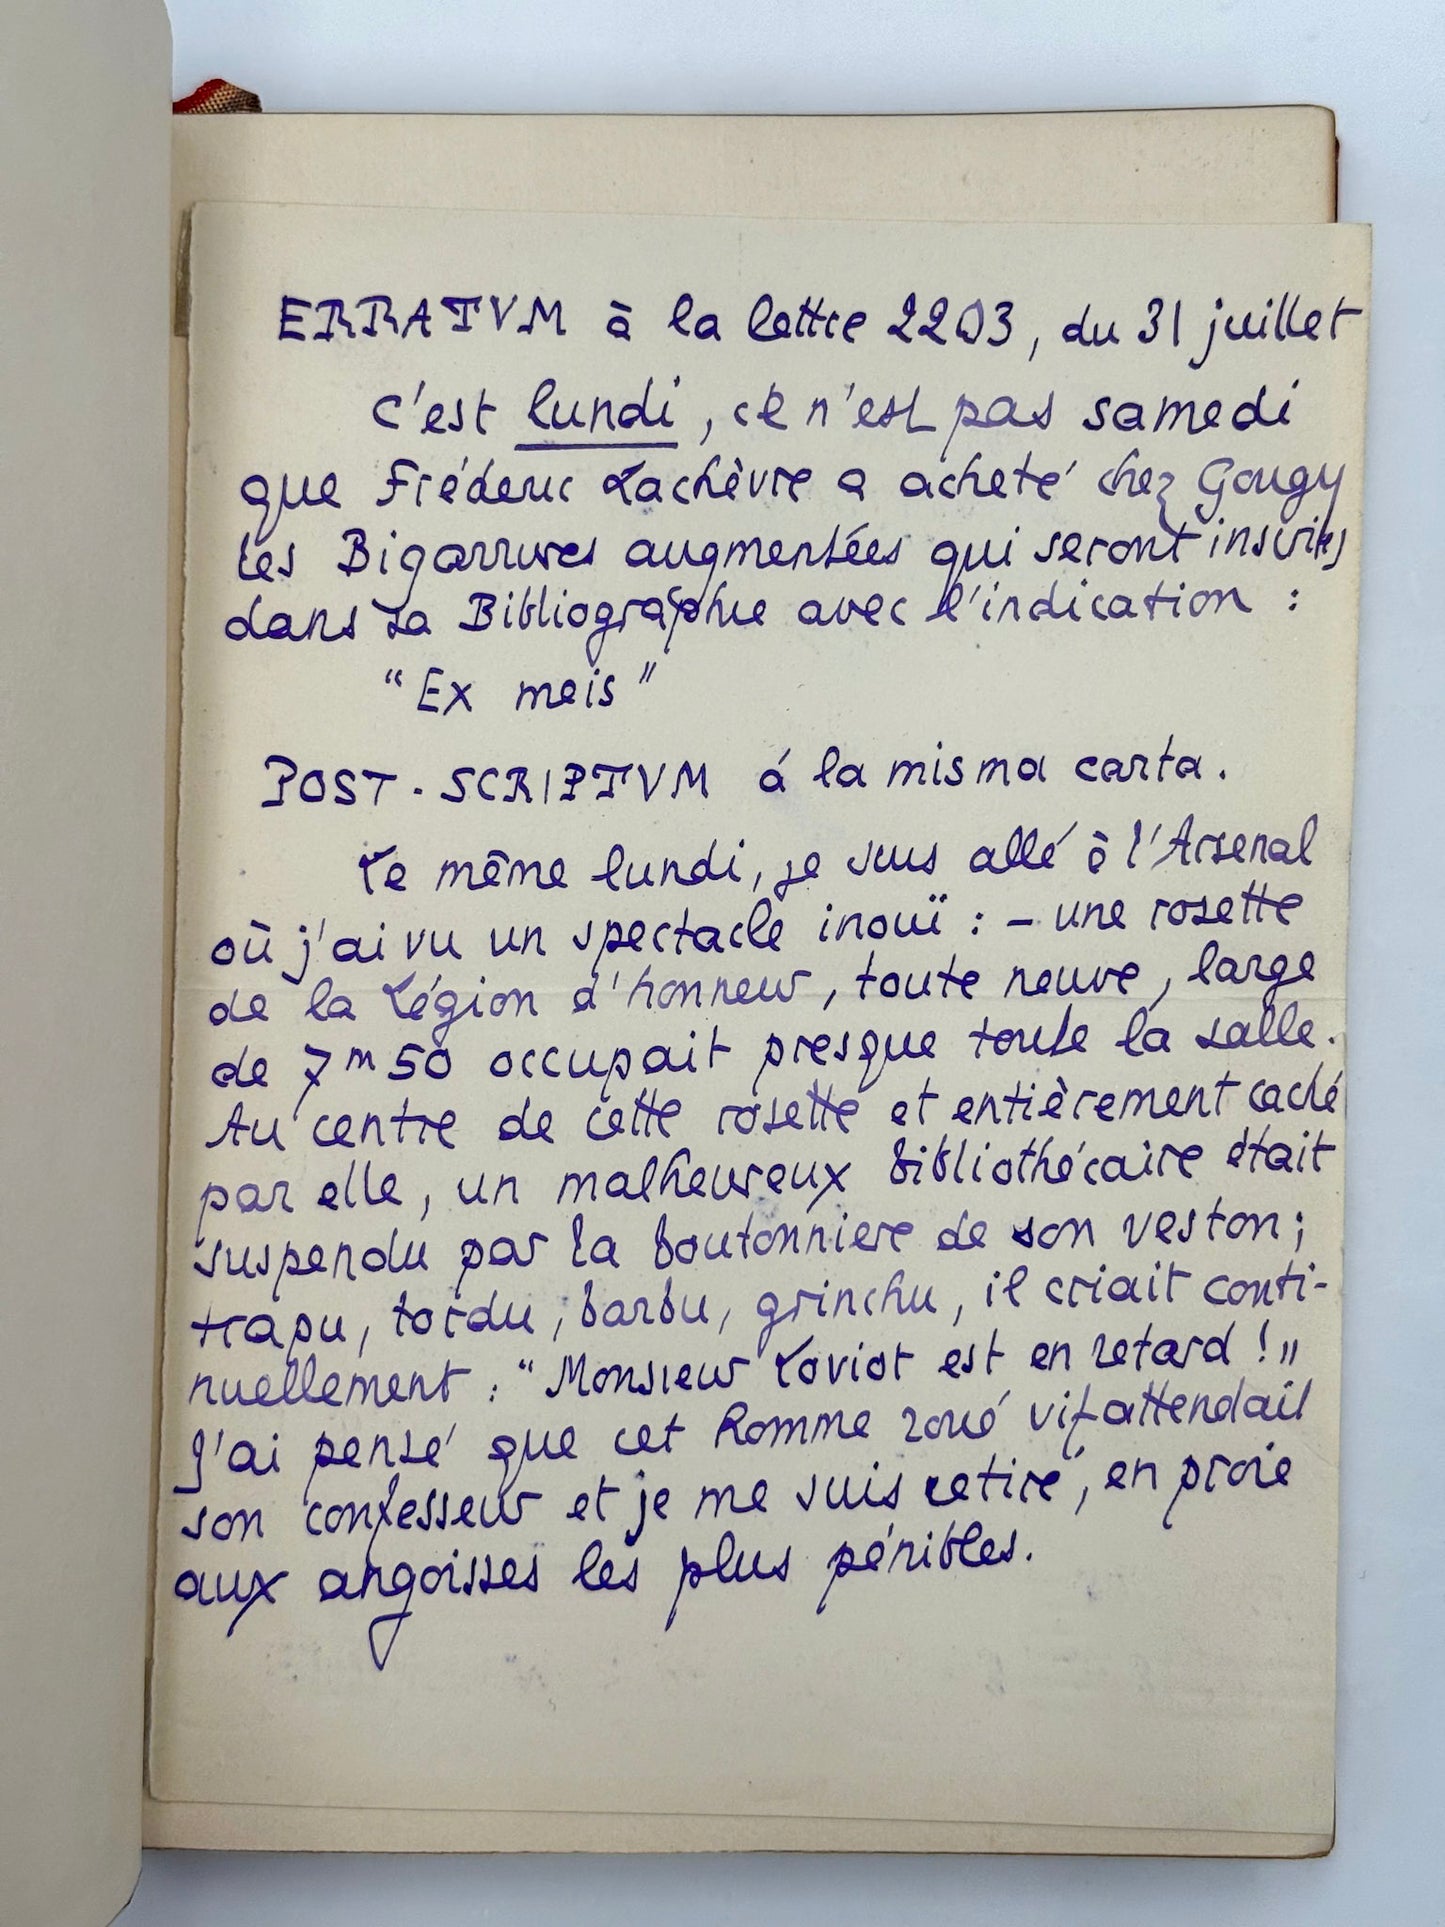 ERRATVM à la lettre 2203, du 31 juillet
C'est lundi, ce n'est pas samedi
que Fréderic Lachèvre a acheté chez Gougy
les Bigarrures augmentées qui seront inscrites
dans sa Bibliographie avec l'indication :
“Ex meis”
POST-SCRIPTVM á la misma carta.
Le même lundi, je suis allé à l'Arsenal
où j'ai vu un spectacle inouï : – une rosette
de la Légion d'honneur, toute neuve, large
de 7m50 occupait presque toute la salle.
Au centre de cette rosette et entièrement caché
par elle, un malheureux bibliothécaire était
suspendu par la boutonniere de son veston ;
trapu, tordu, barbu, grinchu, il criait conti-
nuellement : “Monsieur Loviot est en retard !„
J'ai pensé que cet homme roué vif attendait
son confesseur et je me suis retiré, en proie
aux angoisses les plus pénibles.